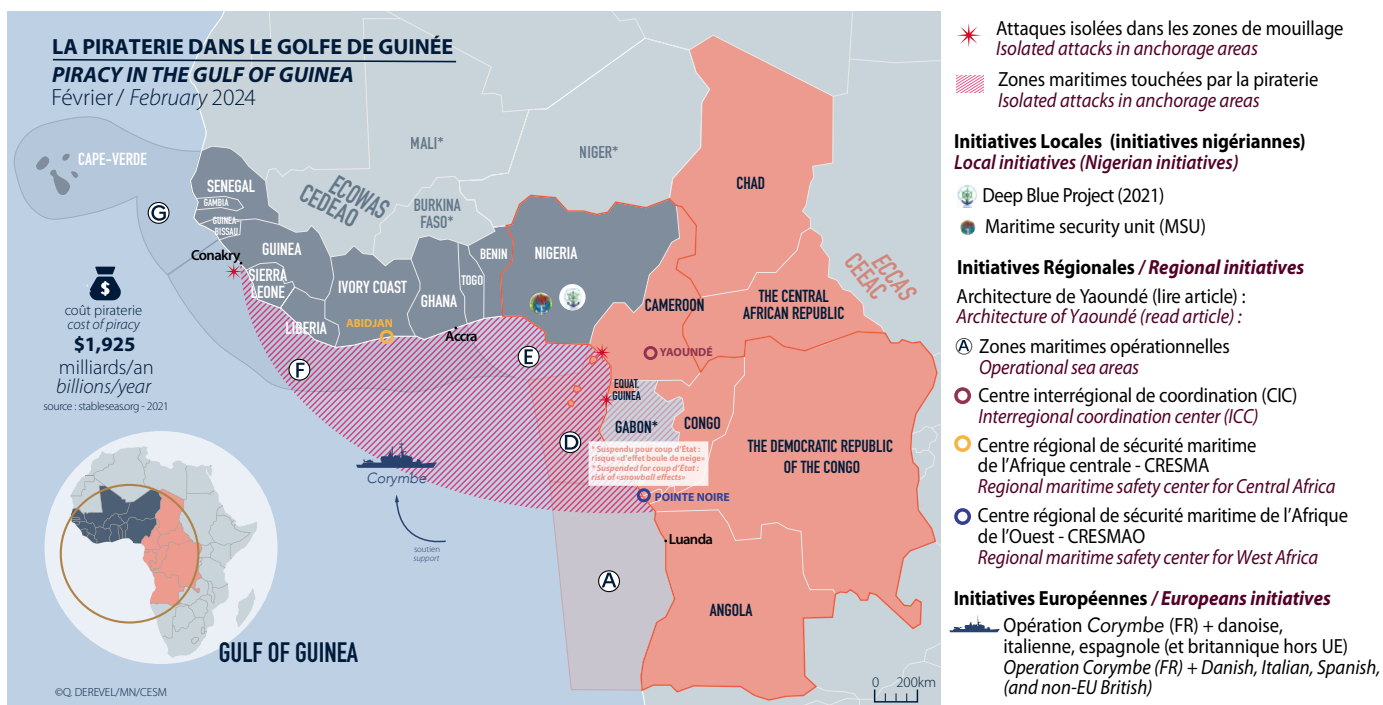 LA PIRATERIE DANS LE GOLFE DE GUINÉE
PIRACY IN THE GULF OF GUINEA
Février / February 2024
CAPE-VERDE
MALI*
NIGER*
CHAD
SENEGAL
GAMBIA
GUINEA
BISSAU
ECOWAS
CEDEAO
BURKINA
FASO*
G
GUINEA
Conakry
SIERRA
LEONE
LIBERIA
IVORY COAST
ABIDJAN
GHANA
TOGO
BENIN
Accra
NIGERIA
CAMEROON
THE CENTRAL
AFRICAN REPUBLIC
ECCAS
CEEAC
YAOUNDÉ
E
F
EQUAT.
GUINEA
GABON*
CONGO
D
THE DEMOCRATIC REPUBLIC
OF THE CONGO
* Suspendu pour coup d'État :
risque «d'effet boule de neige»
* Suspended for coup d'État :
risk of «snowball effects»
POINTE NOIRE
Luanda
A
ANGOLA
$
coût piraterie
cost of piracy
$1,925
milliards/an
billions/year
source : stableseas.org - 2021
Corymbe
soutien
support
GULF OF GUINEA
©Q. DEREVEL/MN/CESM
0 200km
Attaques isolées dans les zones de mouillage
Isolated attacks in anchorage areas
Zones maritimes touchées par la piraterie
Isolated attacks in anchorage areas
Initiatives Locales (initiatives nigériannes)
Local initiatives (Nigerian initiatives)
Deep Blue Project (2021)
Maritime security unit (MSU)
Initiatives Régionales / Regional initiatives
Architecture de Yaoundé (lire article) :
Architecture of Yaoundé (read article) :
A Zones maritimes opérationnelles
Operational sea areas
Centre interrégional de coordination (CIC)
Interregional coordination center (ICC)
Centre régional de sécurité maritime
de l'Afrique centrale - CRESMA
Regional maritime safety center for Central Africa
Centre régional de sécurité maritime de l'Afrique
de l'Ouest - CRESMAO
Regional maritime safety center for West Africa
Initiatives Européennes / Europeans initiatives
Opération Corymbe (FR) + danoise,
italienne, espagnole (et britannique hors UE)
Operation Corymbe (FR) + Danish, Italian, Spanish,
(and non-EU British)